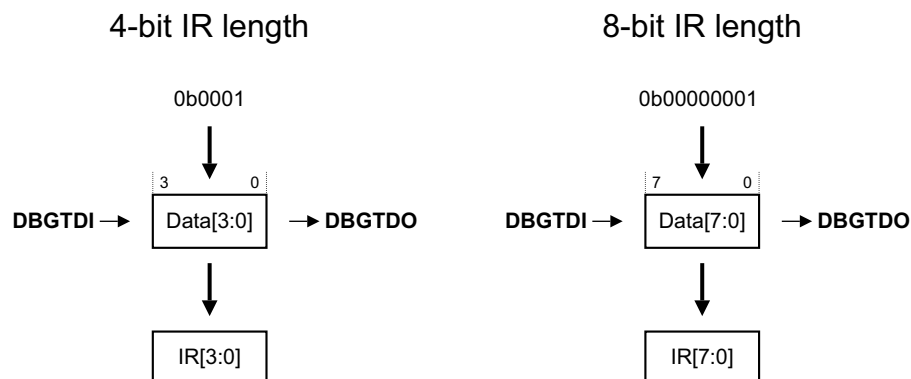 4-bit IR length
0b0001
3 0
DBGTDI Data[3:0] DBGTDO
IR[3:0]
8-bit IR length
0b00000001
7 0
DBGTDI Data[7:0] DBGTDO
IR[7:0]